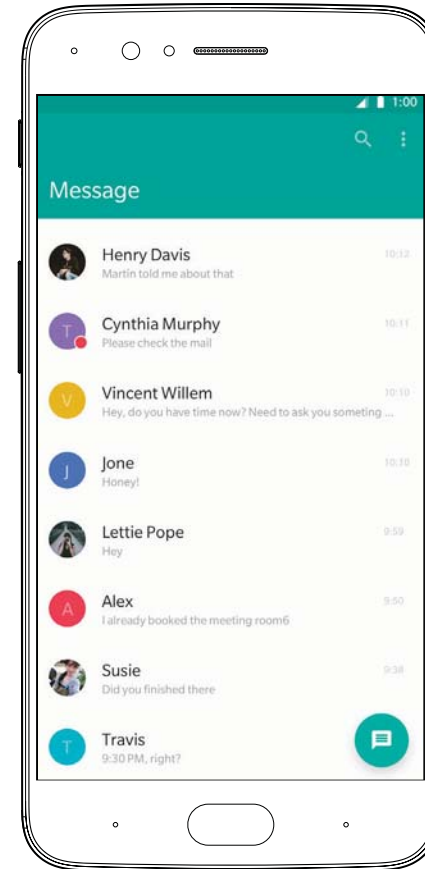 1:00
Message
Henry Davis 10:12
Martin told me about that
T Cynthia Murphy 10:11
Please check the mail
V Vincent Willem 10:10
Hey, do you have time now? Need to ask you someting ...
J Jone 10:10
Honey!
Lettie Pope 9:59
Hey
A Alex 9:50
I already booked the meeting room6
Susie 9:38
Did you finished there
T Travis
9:30 PM, right?